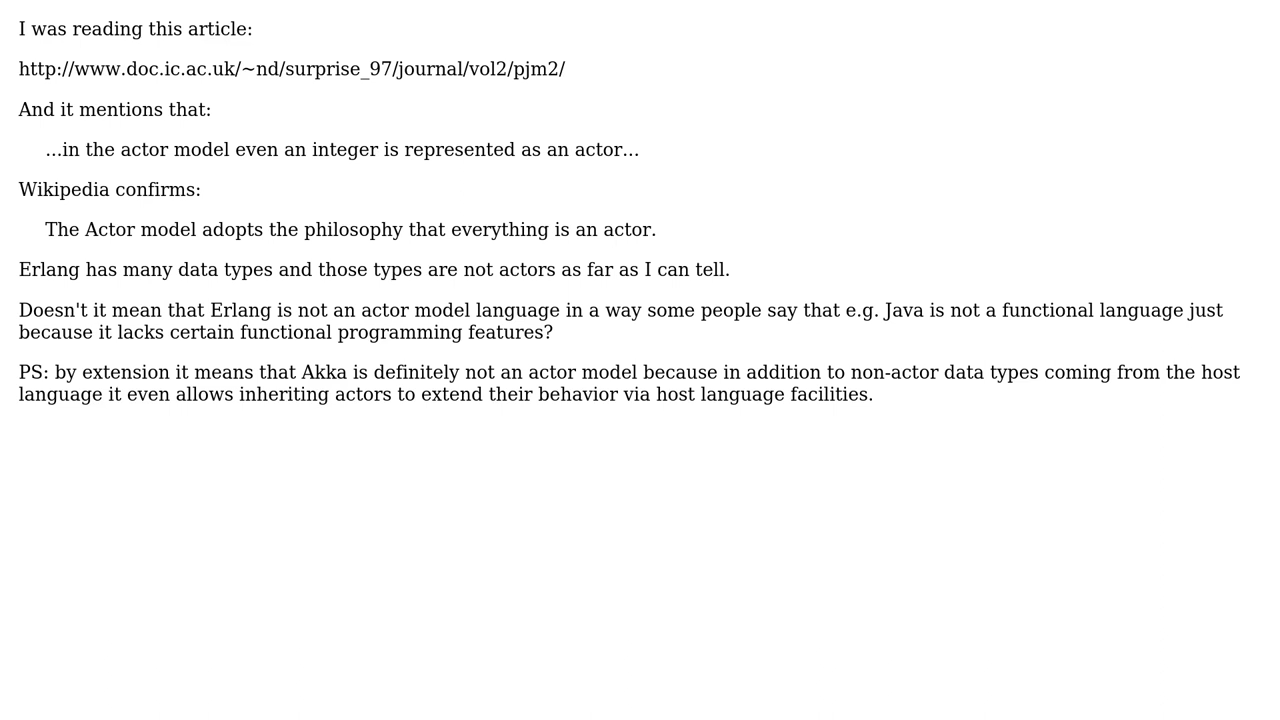 I was reading this article:
http://www.doc.ic.ac.uk/~nd/surprise_97/journal/vol2/pjm2/
And it mentions that:
...in the actor model even an integer is represented as an actor...
Wikipedia confirms:
The Actor model adopts the philosophy that everything is an actor.
Erlang has many data types and those types are not actors as far as I can tell.
Doesn't it mean that Erlang is not an actor model language in a way some people say that e.g. Java is not a functional language just
because it lacks certain functional programming features?
PS: by extension it means that Akka is definitely not an actor model because in addition to non-actor data types coming from the host
language it even allows inheriting actors to extend their behavior via host language facilities.